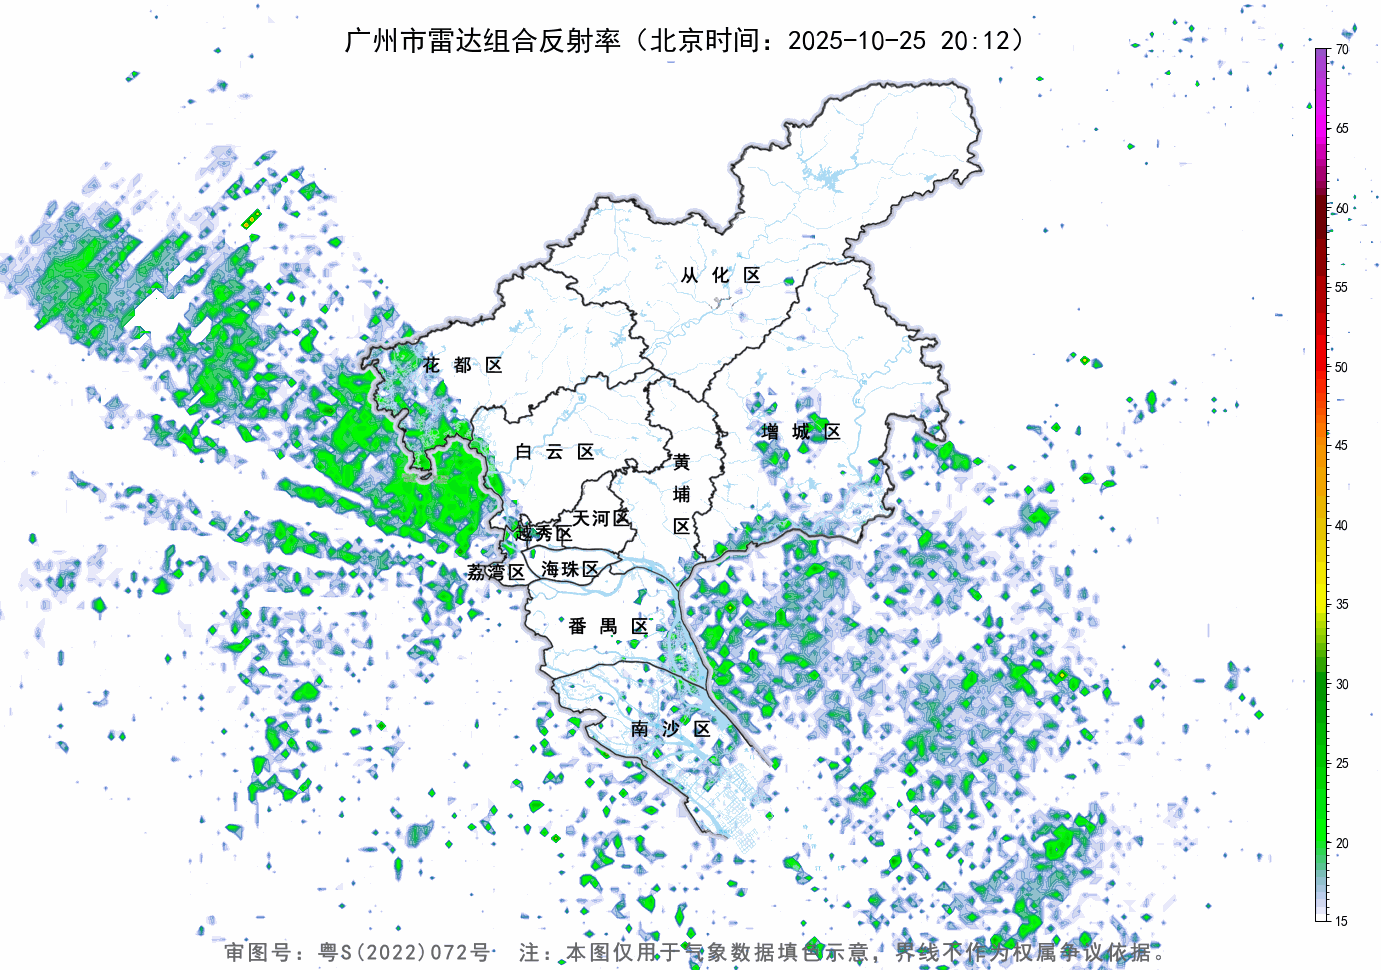 广州市雷达组合反射率（北京时间：2025-10-25 20:12）
70
65
60
55
50
45
40
35
30
25
20
15
从化区
花都区
增城区
白云区
黄埔区
天河区
越秀区
荔湾区
海珠区
番禺区
南沙区
审图号：粤S(2022)072号 注：本图仅用于气象数据填色示意，界线不作为权属争议依据。